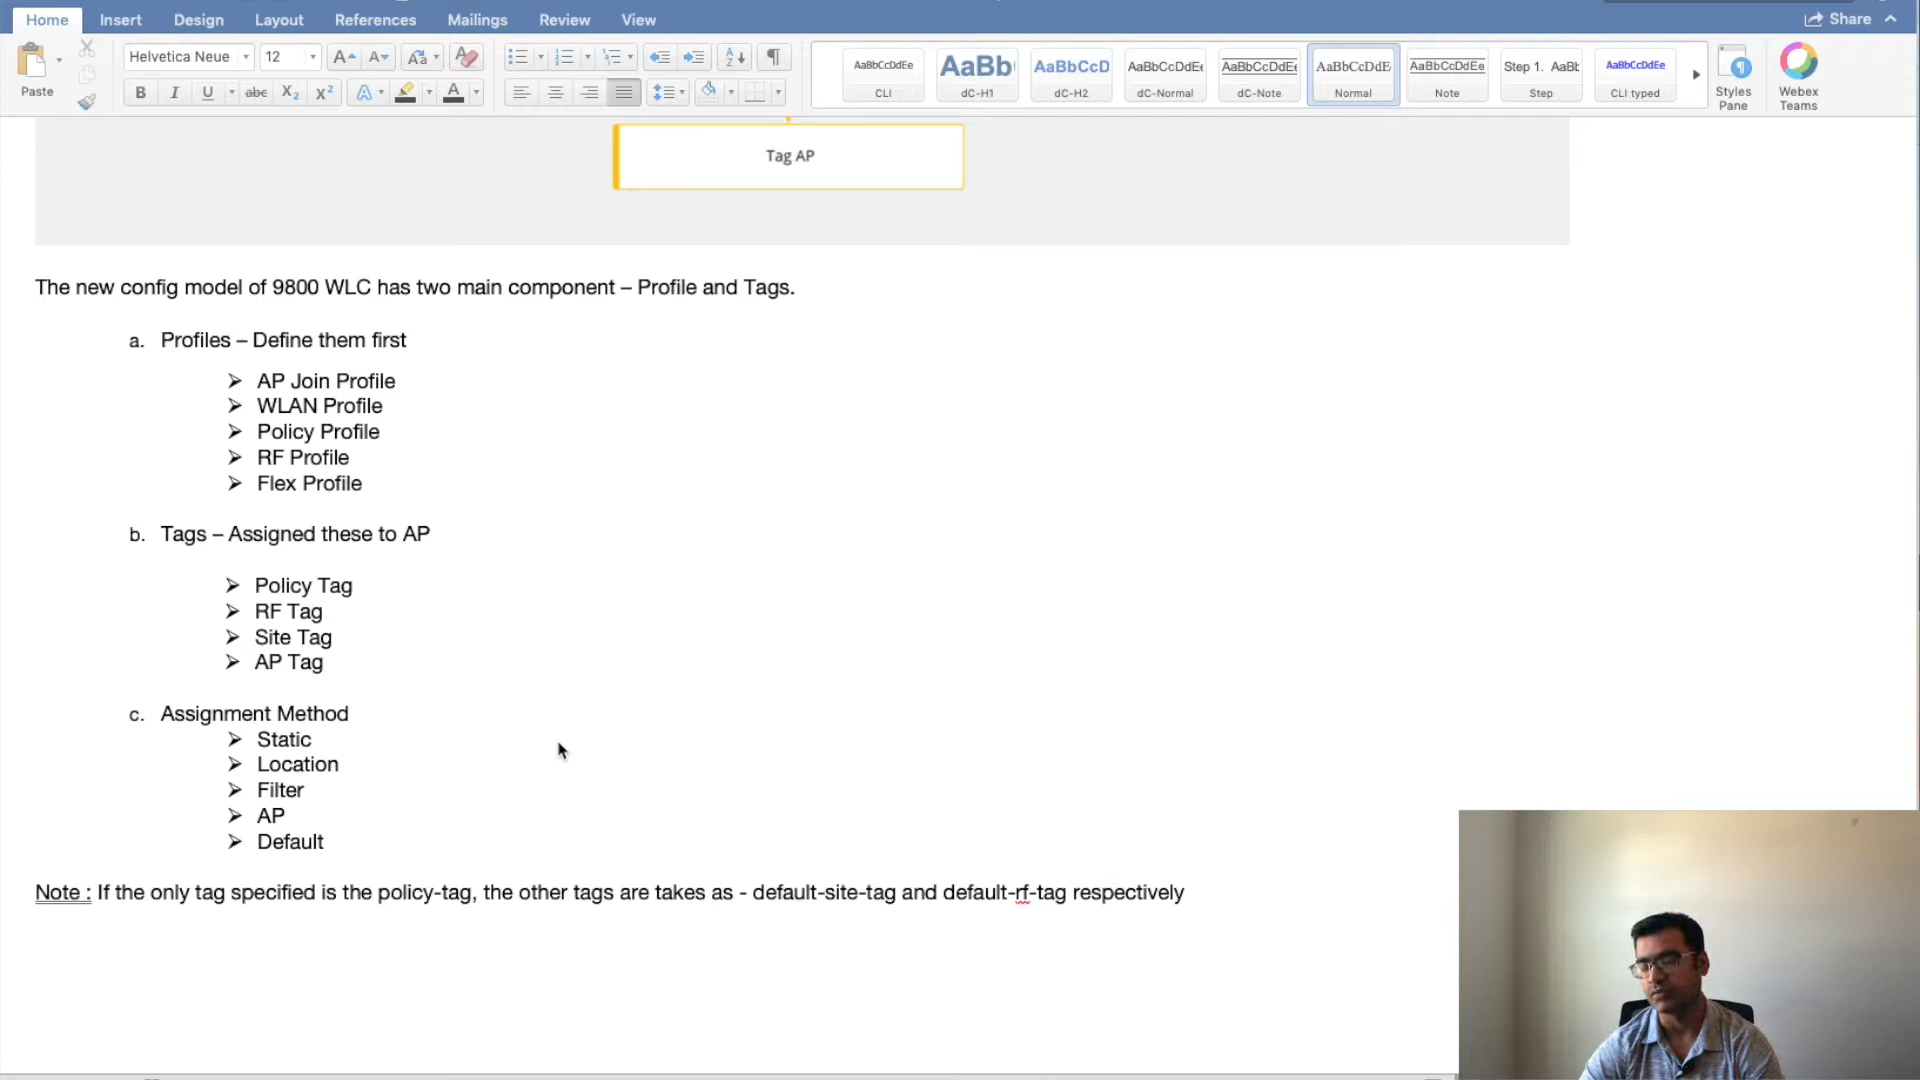 Home Insert Design Layout References Mailings Review View Share
Paste Helvetica Neue 12
AaBbCcDdEe AaBb( AaBbCcD AaBbCcDdEe AaBbCcDdEe AaBbCcDdE AaBbCcDdEe Step 1. AaBb AaBbCcDdEe
CLI dC-H1 dC-H2 dC-Normal dC-Note Normal Note Step CLI typed
Styles Pane
Webex Teams
Tag AP
The new config model of 9800 WLC has two main component – Profile and Tags.
a. Profiles – Define them first
➢ AP Join Profile
➢ WLAN Profile
➢ Policy Profile
➢ RF Profile
➢ Flex Profile
b. Tags – Assigned these to AP
➢ Policy Tag
➢ RF Tag
➢ Site Tag
➢ AP Tag
c. Assignment Method
➢ Static
➢ Location
➢ Filter
➢ AP
➢ Default
Note : If the only tag specified is the policy-tag, the other tags are takes as - default-site-tag and default-rf-tag respectively